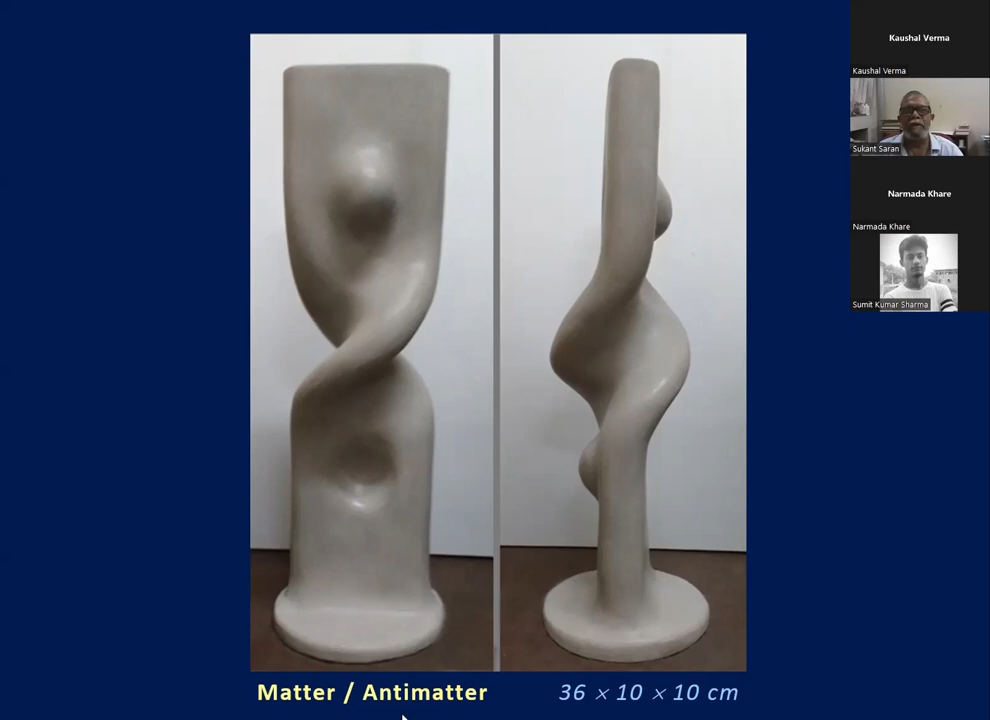 Kaushal Verma
Kaushal Verma
Sukant Saran
Narmada Khare
Narmada Khare
Sumit Kumar Sharma
Matter / Antimatter
36 × 10 × 10 cm